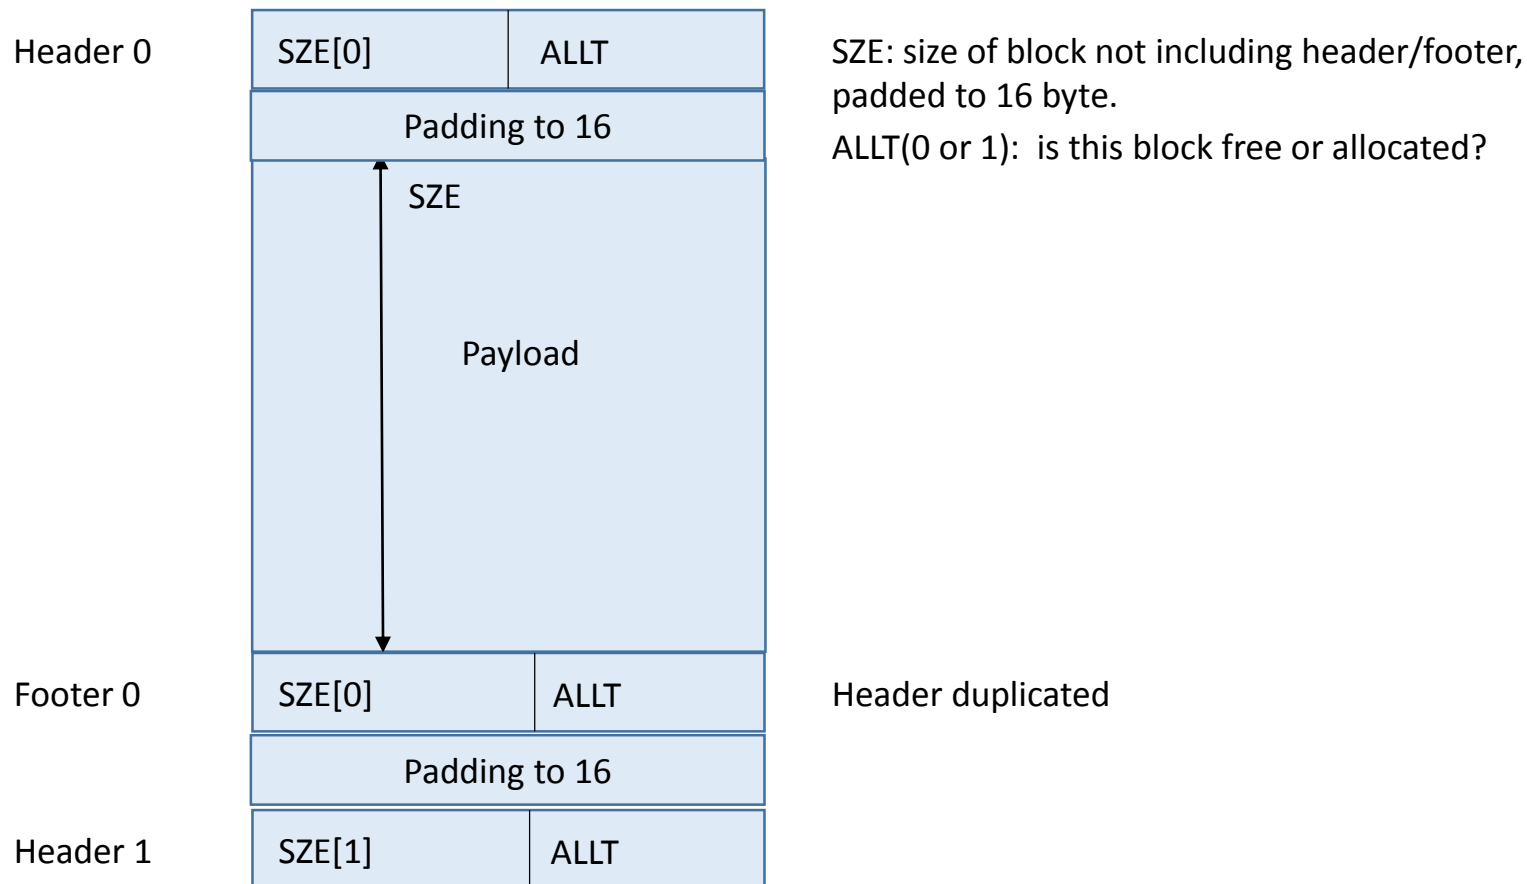 Header 0
SZE[0]
ALLT
SZE: size of block not including header/footer,
padded to 16 byte.
Padding to 16
ALLT(0 or 1):  is this block free or allocated?
SZE
Payload
Footer 0
SZE[0]
ALLT
Header duplicated
Padding to 16
Header 1
SZE[1]
ALLT